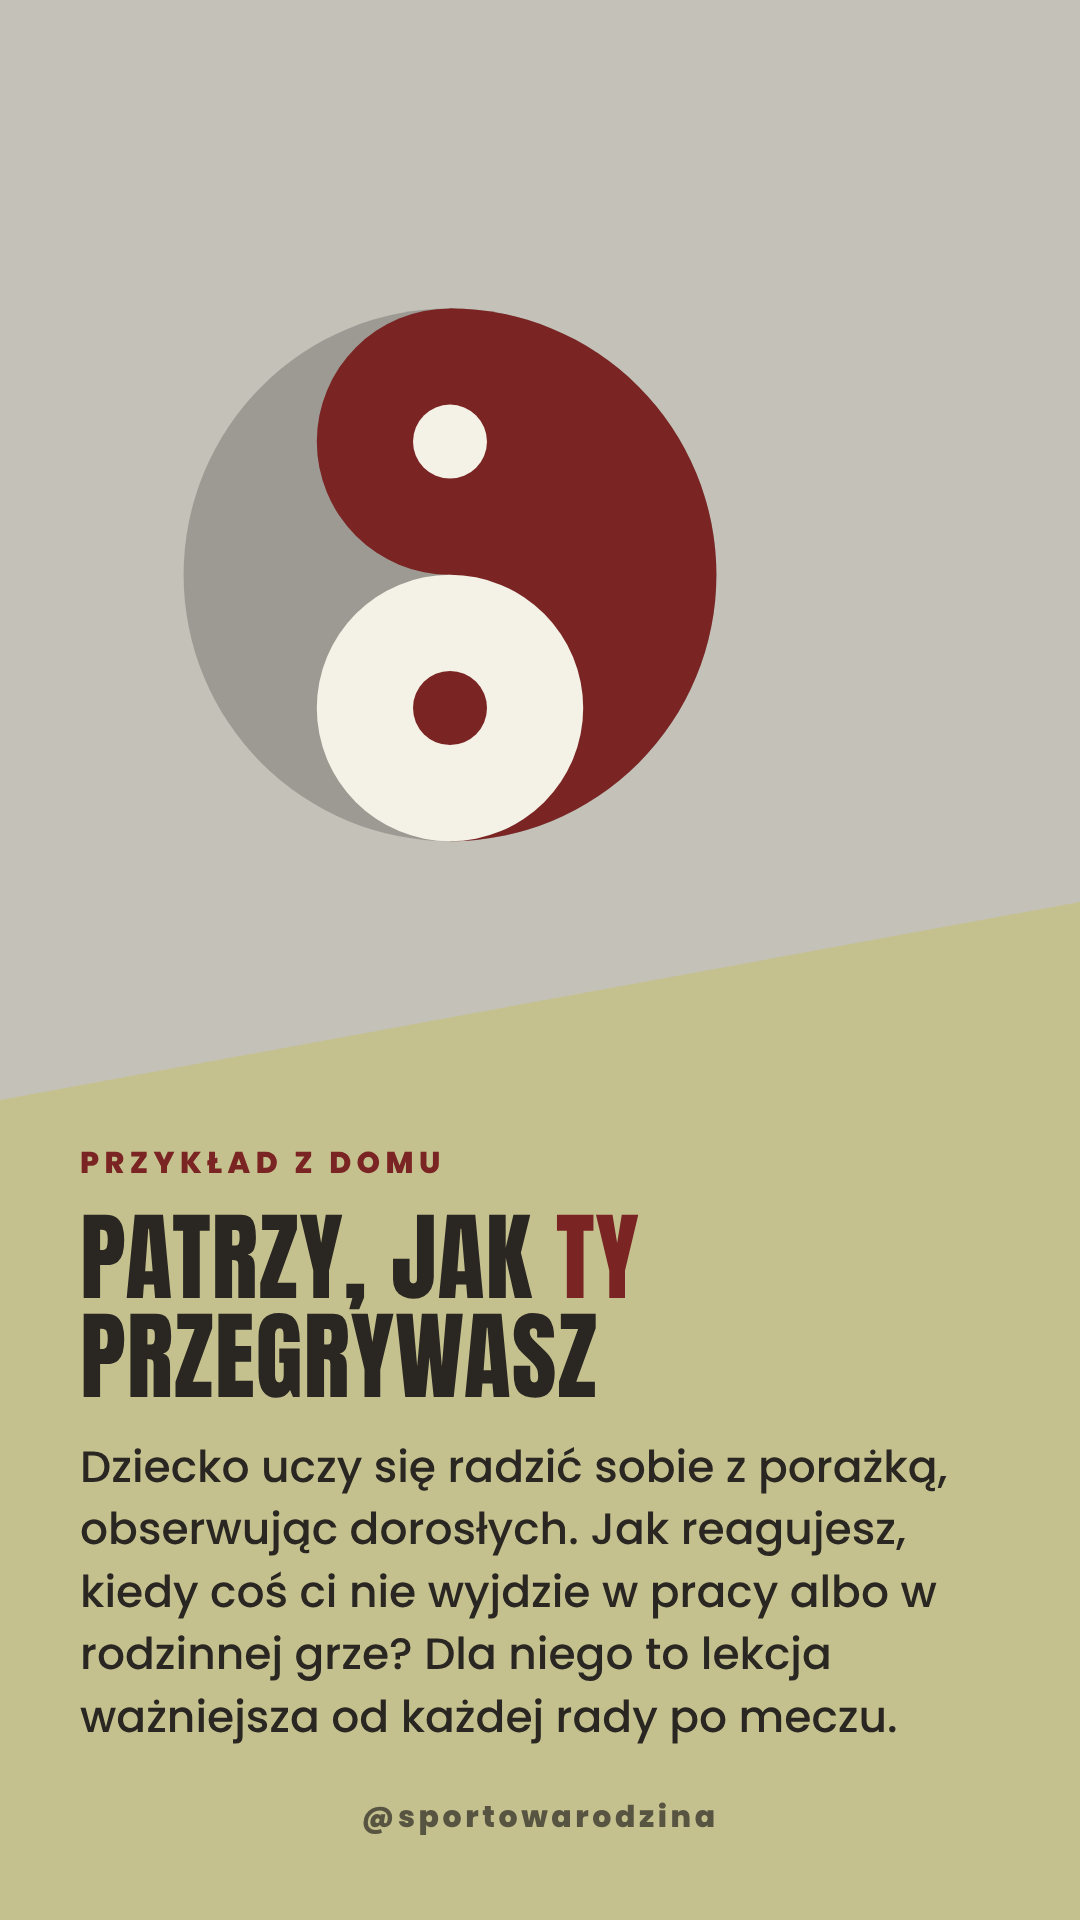 PRZYKŁAD Z DOMU
PATRZY, JAK TY
PRZEGRYWASZ
Dziecko uczy się radzić sobie z porażką,
obserwując dorosłych. Jak reagujesz,
kiedy coś ci nie wyjdzie w pracy albo w
rodzinnej grze? Dla niego to lekcja
ważniejsza od każdej rady po meczu.
@sportowarodzina